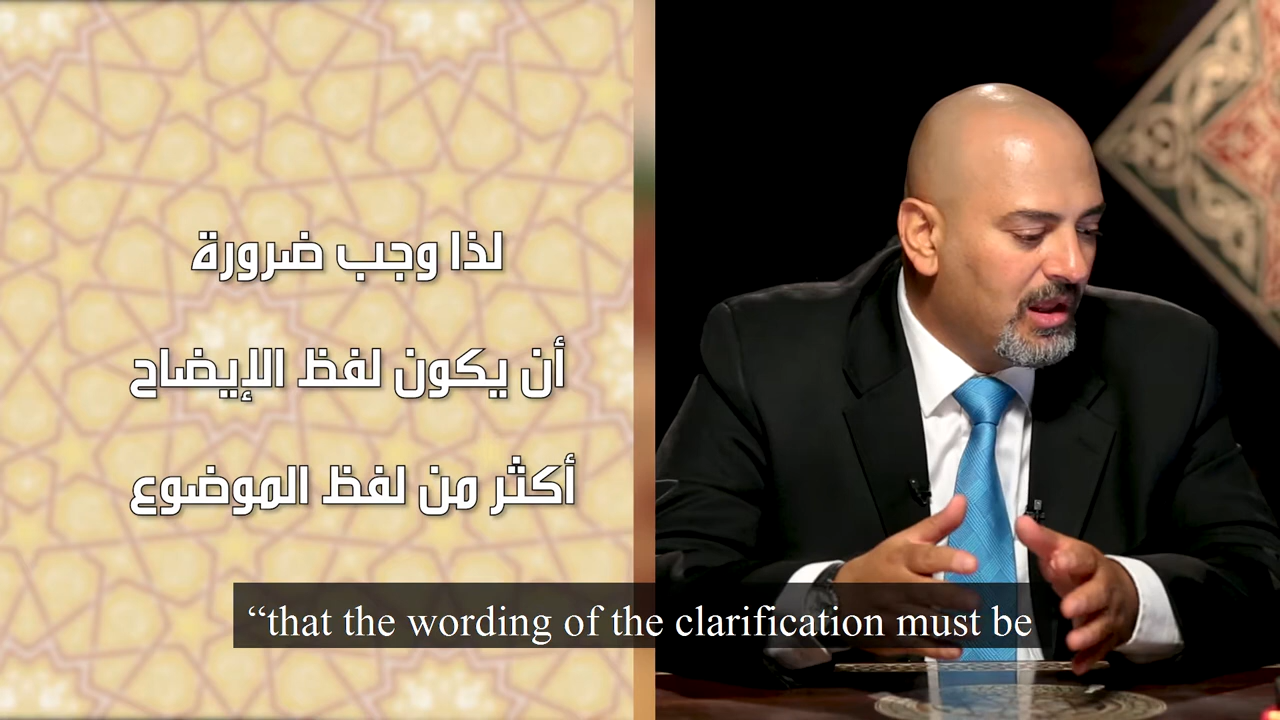 لذا وجب ضرورة
أن يكون لفظ الإيضاح
أكثر من لفظ الموضوع
“that the wording of the clarification must be